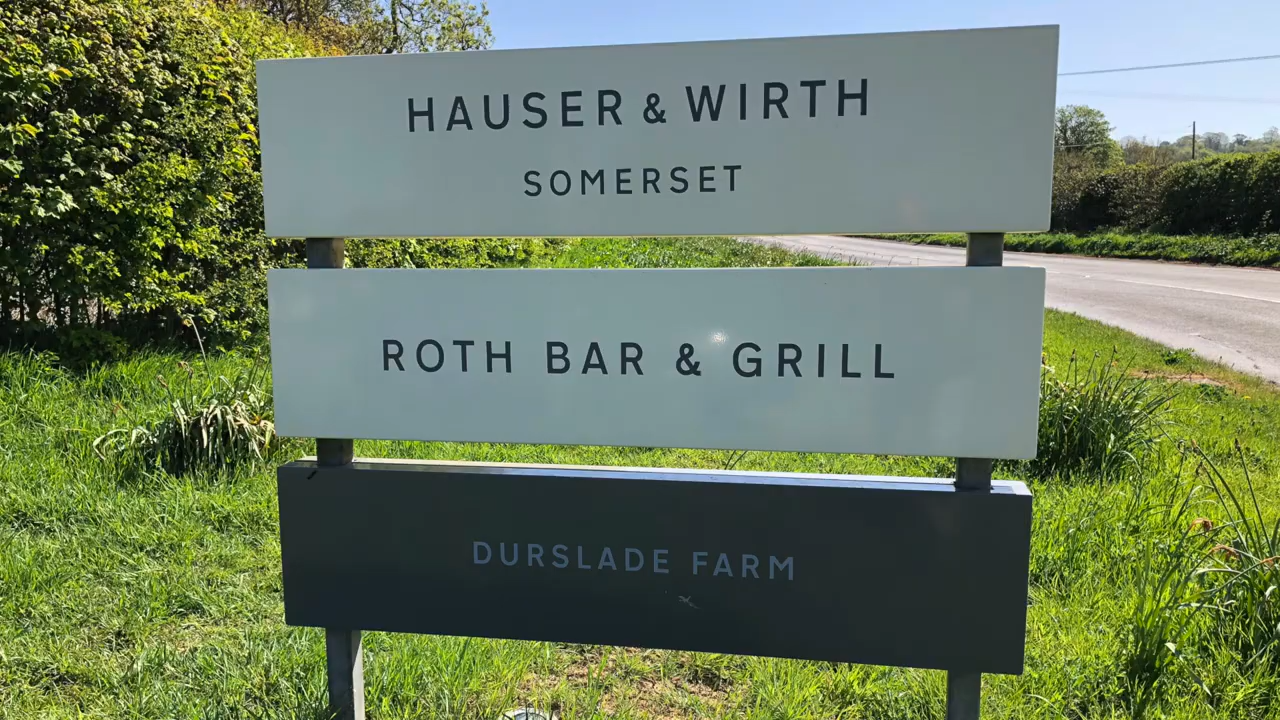 HAUSER & WIRTH
SOMERSET
ROTH BAR & GRILL
DURSLADE FARM